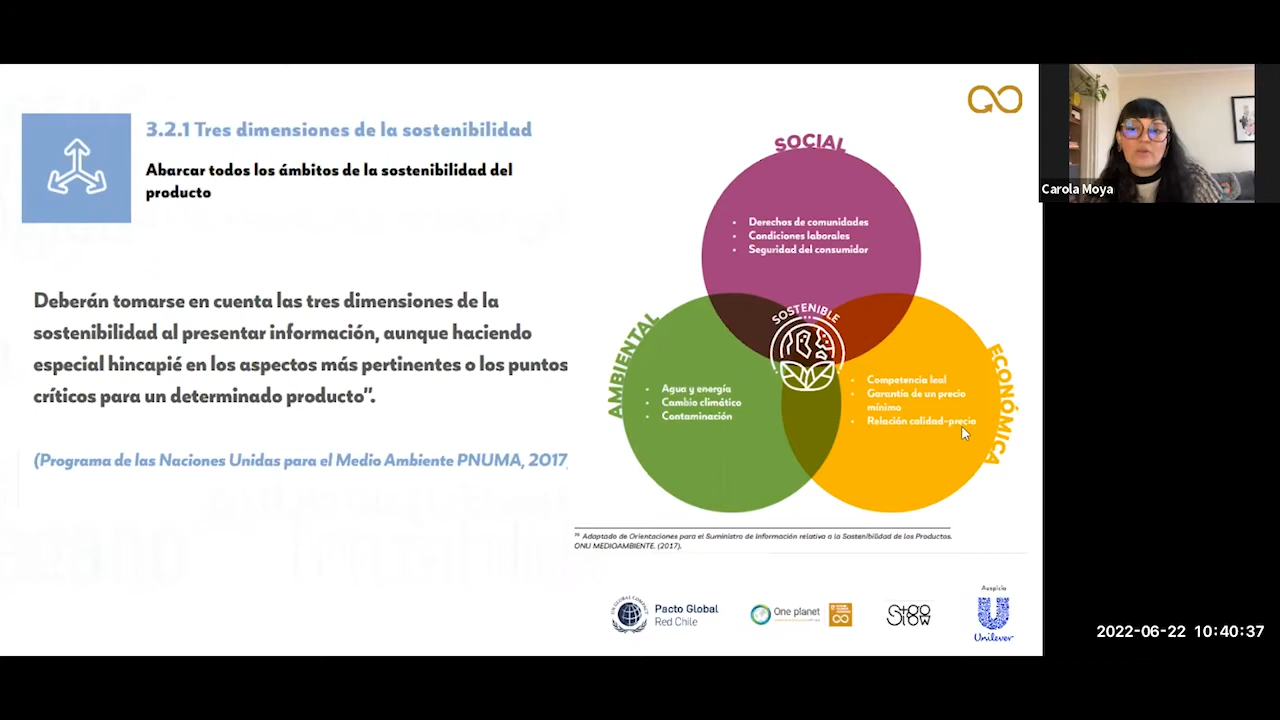 3.2.1 Tres dimensiones de la sostenibilidad
Abarcar todos los ámbitos de la sostenibilidad del
producto
Deberán tomarse en cuenta las tres dimensiones de la
sostenibilidad al presentar información, aunque haciendo
especial hincapié en los aspectos más pertinentes o los puntos
críticos para un determinado producto”.
(Programa de las Naciones Unidas para el Medio Ambiente PNUMA, 2017)
SOCIAL
• Derechos de comunidades
• Condiciones laborales
• Seguridad del consumidor
SOSTENIBLE
AMBIENTAL
• Agua y energía
• Cambio climático
• Contaminación
ECONÓMICA
• Competencia leal
• Garantía de un precio
mínimo
• Relación calidad-precio
Adaptado de Orientaciones para el Suministro de Información relativa a la Sostenibilidad de los Productos.
ONU MEDIOAMBIENTE. (2017).
Pacto Global
Red Chile
One planet
Auspicia
Unilever
Carola Moya
2022-06-22 10:40:37